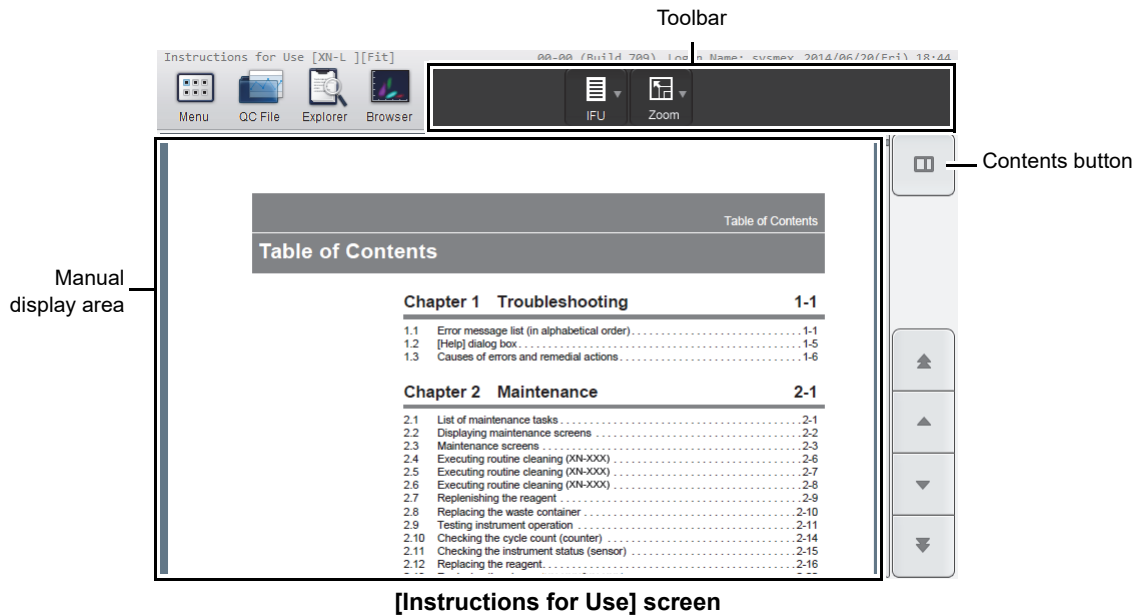 Toolbar
Instructions for Use [XN-L ][Fit] 00-00 (Build 709) Login Name: sysmex 2014/06/20(Fri) 18:44
Menu QC File Explorer Browser IFU Zoom
Contents button
Table of Contents
Table of Contents
Manual
display area
Chapter 1 Troubleshooting 1-1
1.1 Error message list (in alphabetical order) . . . . . . . . . . . . . . . . . . . . . . . . . . . . 1-1
1.2 [Help] dialog box . . . . . . . . . . . . . . . . . . . . . . . . . . . . . . . . . . . . . . . . . . . . . . 1-5
1.3 Causes of errors and remedial actions . . . . . . . . . . . . . . . . . . . . . . . . . . . . . . 1-6
Chapter 2 Maintenance 2-1
2.1 List of maintenance tasks . . . . . . . . . . . . . . . . . . . . . . . . . . . . . . . . . . . . . . . . 2-1
2.2 Displaying maintenance screens . . . . . . . . . . . . . . . . . . . . . . . . . . . . . . . . . . 2-2
2.3 Maintenance screens . . . . . . . . . . . . . . . . . . . . . . . . . . . . . . . . . . . . . . . . . . . 2-3
2.4 Executing routine cleaning (XN-XXX) . . . . . . . . . . . . . . . . . . . . . . . . . . . . . . . 2-6
2.5 Executing routine cleaning (XN-XXX) . . . . . . . . . . . . . . . . . . . . . . . . . . . . . . . 2-7
2.6 Executing routine cleaning (XN-XXX) . . . . . . . . . . . . . . . . . . . . . . . . . . . . . . . 2-8
2.7 Replenishing the reagent . . . . . . . . . . . . . . . . . . . . . . . . . . . . . . . . . . . . . . . . 2-9
2.8 Replacing the waste container . . . . . . . . . . . . . . . . . . . . . . . . . . . . . . . . . . . 2-10
2.9 Testing instrument operation . . . . . . . . . . . . . . . . . . . . . . . . . . . . . . . . . . . . 2-11
2.10 Checking the cycle count (counter) . . . . . . . . . . . . . . . . . . . . . . . . . . . . . . . 2-14
2.11 Checking the instrument status (sensor) . . . . . . . . . . . . . . . . . . . . . . . . . . . 2-15
2.12 Replacing the reagent . . . . . . . . . . . . . . . . . . . . . . . . . . . . . . . . . . . . . . . . . 2-16
[Instructions for Use] screen